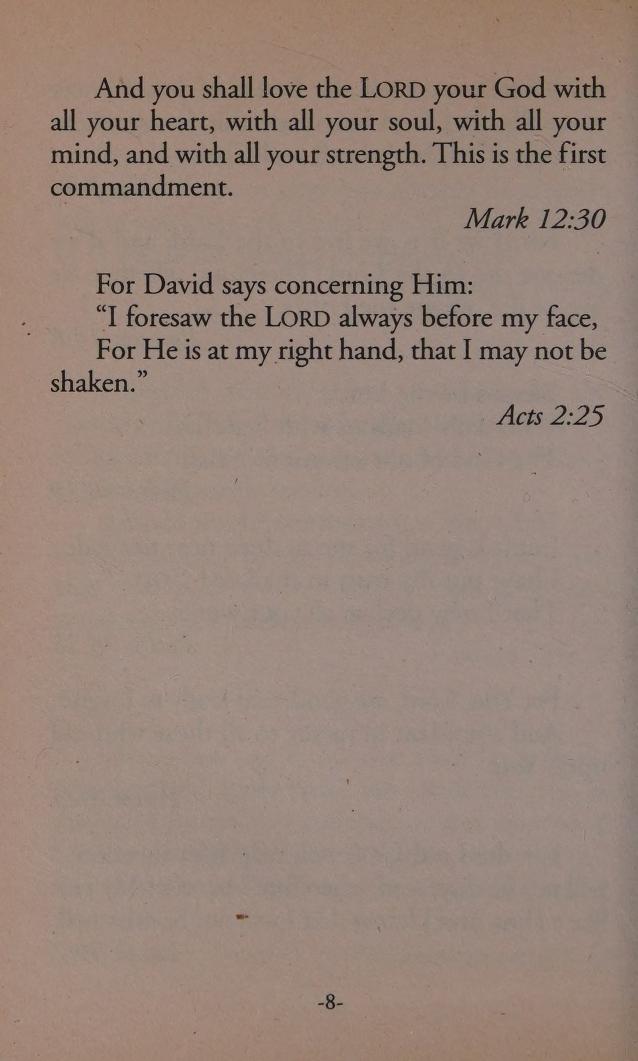 And you shall love the LORD your God with
all your heart, with all your soul, with all your
mind, and with all your strength. This is the first
commandment.
Mark 12:30
For David says concerning Him:
“I foresaw the LORD always before my face,
For He is at my right hand, that I may not be
shaken.”
Acts 2:25
-8-